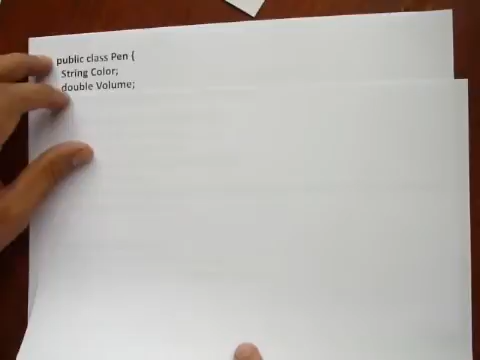 public class Pen {
String Color;
double Volume;